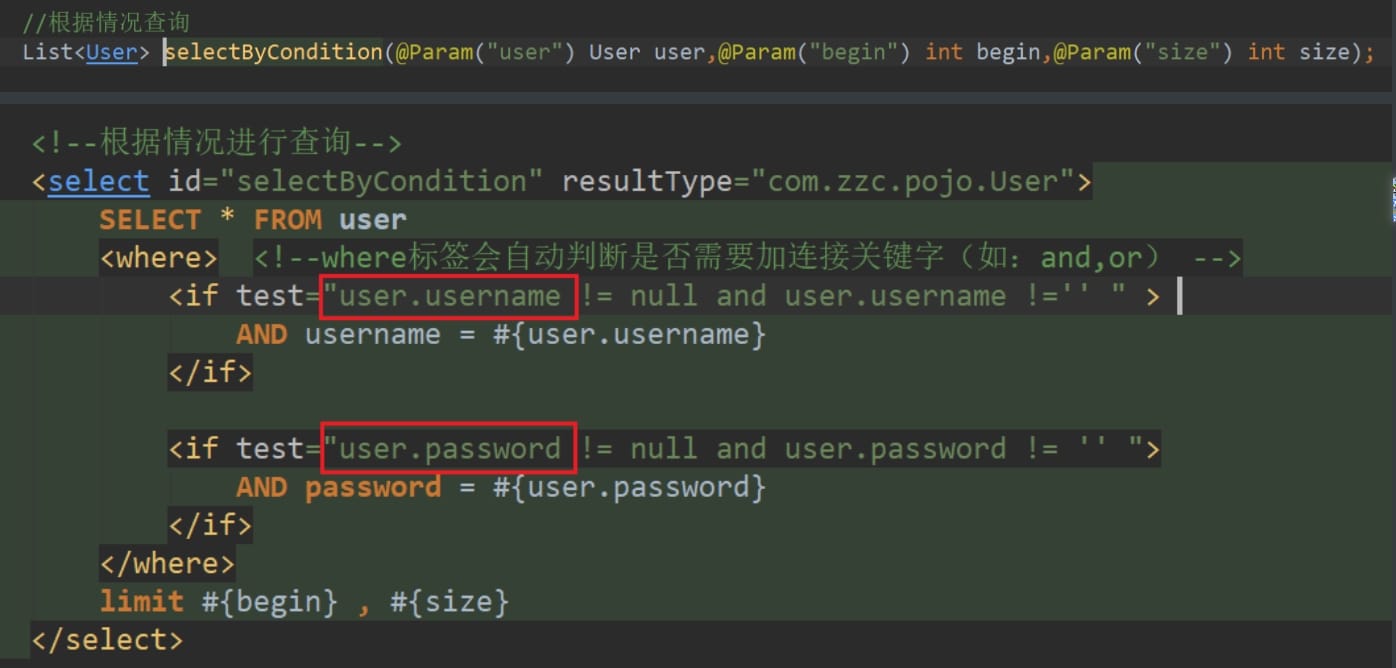 //根据情况查询
List<User> selectByCondition(@Param("user") User user,@Param("begin") int begin,@Param("size") int size);
<!--根据情况进行查询-->
<select id="selectByCondition" resultType="com.zzc.pojo.User">
SELECT * FROM user
<where> <!--where标签会自动判断是否需要加连接关键字（如：and,or） -->
<if test="user.username != null and user.username !='' " >
AND username = #{user.username}
</if>
<if test="user.password != null and user.password != '' ">
AND password = #{user.password}
</if>
</where>
limit #{begin} , #{size}
</select>